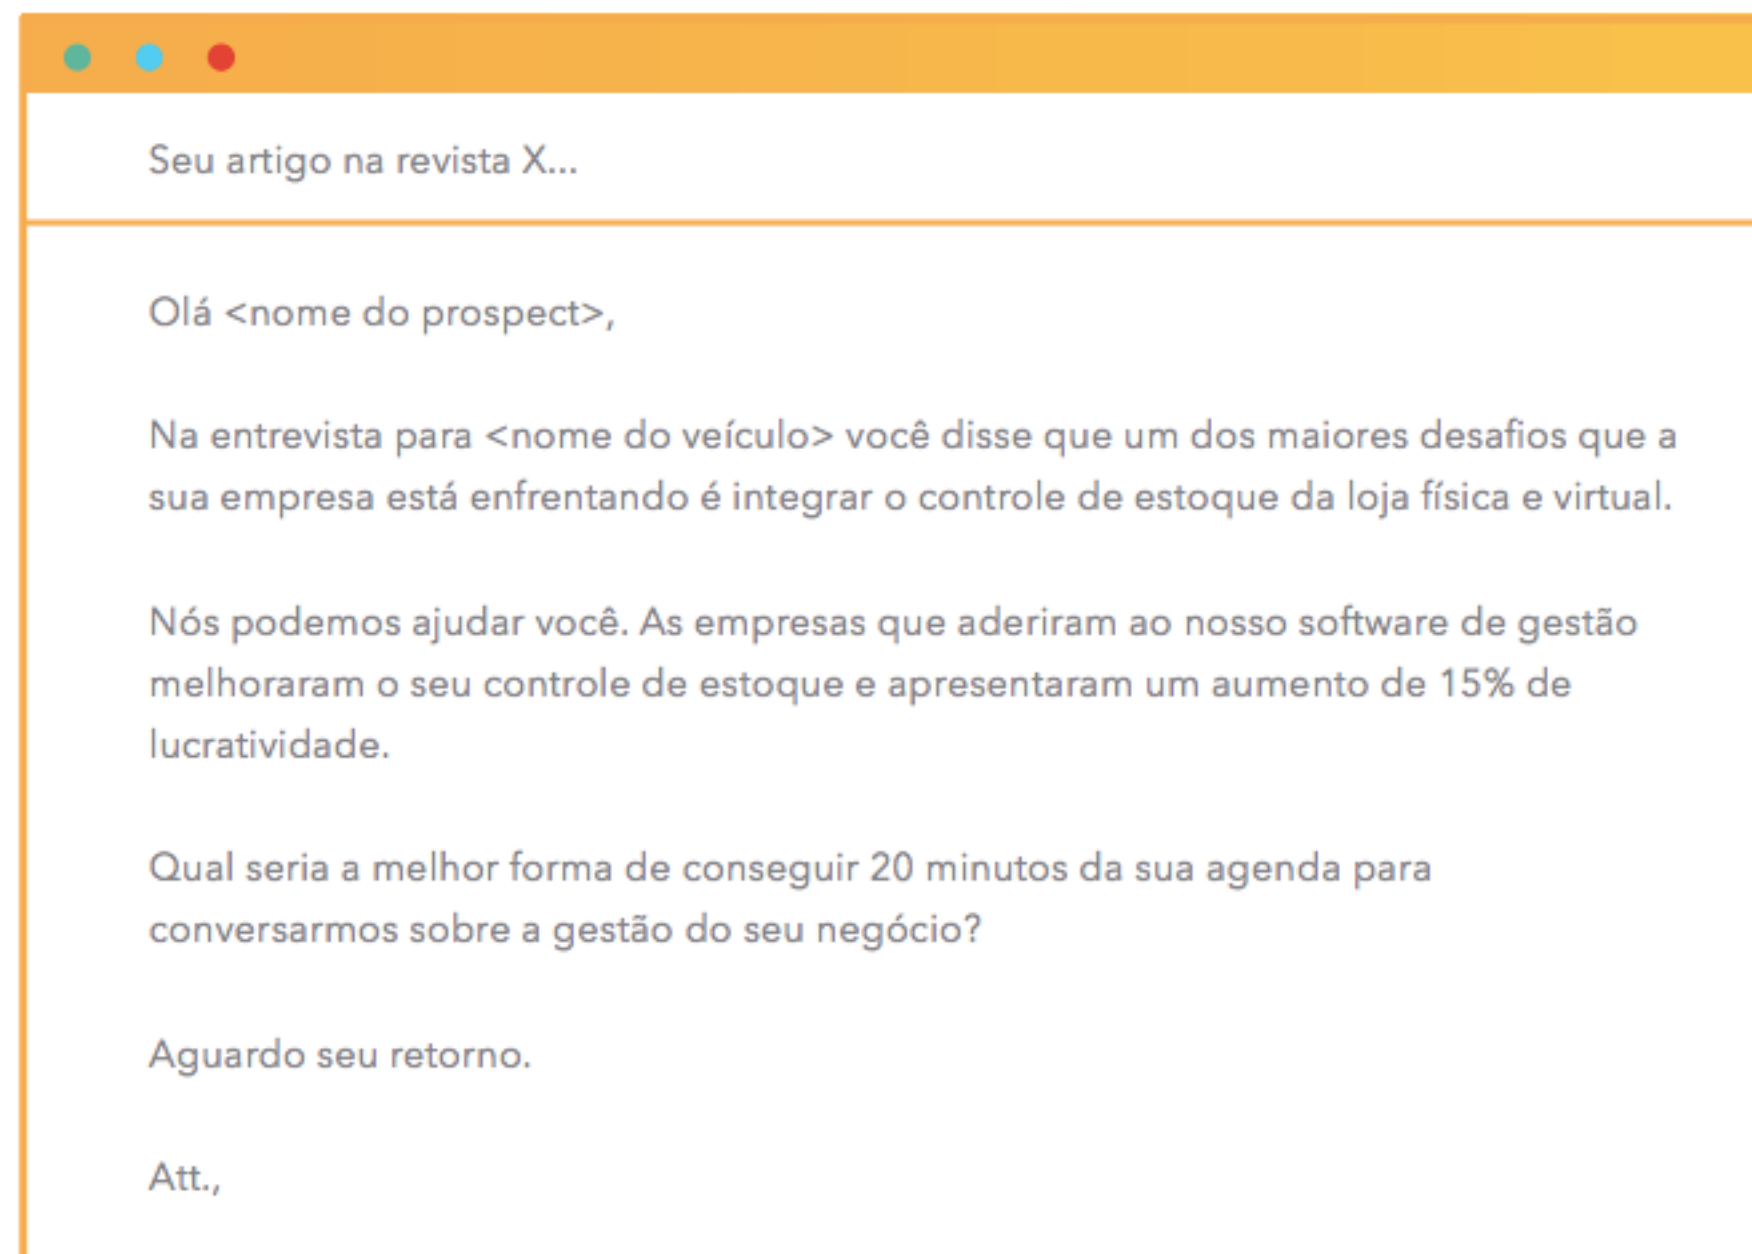 Seu artigo na revista X...
Olá <nome do prospect>,
Na entrevista para <nome do veículo> você disse que um dos maiores desafios que a
sua empresa está enfrentando é integrar o controle de estoque da loja física e virtual.
Nós podemos ajudar você. As empresas que aderiram ao nosso software de gestão
melhoraram o seu controle de estoque e apresentaram um aumento de 15% de
lucratividade.
Qual seria a melhor forma de conseguir 20 minutos da sua agenda para
conversarmos sobre a gestão do seu negócio?
Aguardo seu retorno.
Att.,